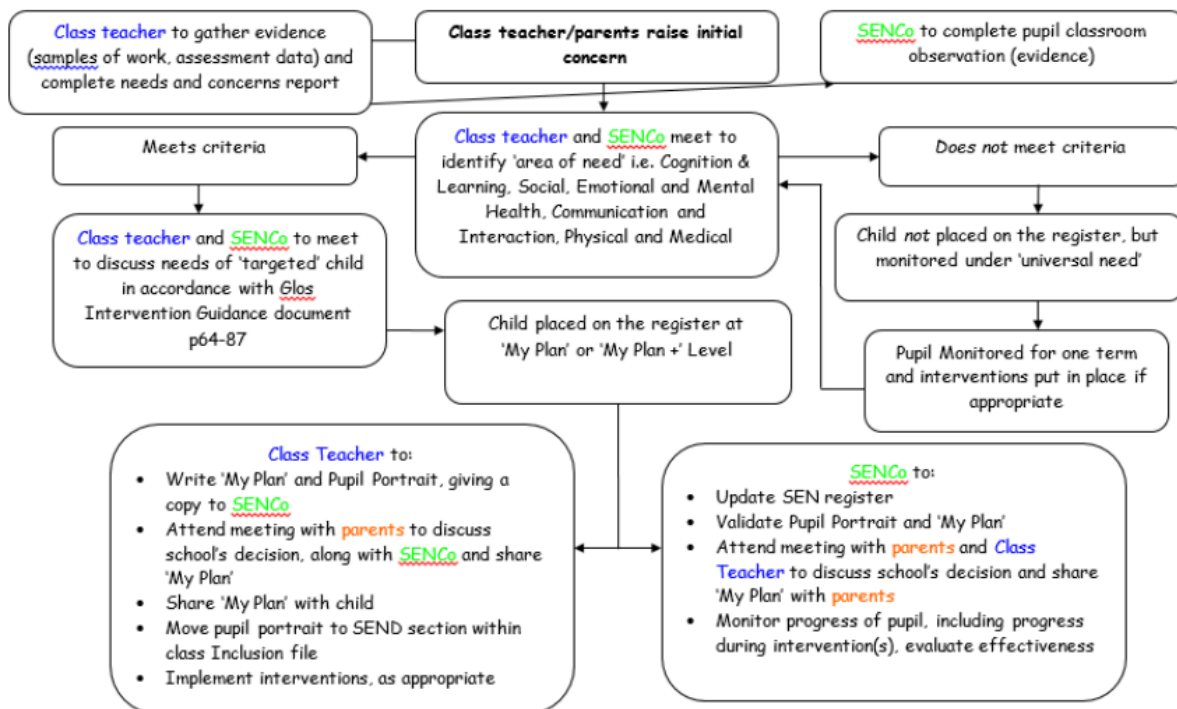 Class teacher to gather evidence
(samples of work, assessment data) and
complete needs and concerns report
Class teacher/parents raise initial
concern
SENCo to complete pupil classroom
observation (evidence)
Meets criteria
Class teacher and SENCo meet to
identify ‘area of need’ i.e. Cognition &
Learning, Social, Emotional and Mental
Health, Communication and
Interaction, Physical and Medical
Does not meet criteria
Class teacher and SENCo to meet
to discuss needs of ‘targeted’ child
in accordance with Glos
Intervention Guidance document
p64-87
Child not placed on the register, but
monitored under ‘universal need’
Child placed on the register at
‘My Plan’ or ‘My Plan +’ Level
Pupil Monitored for one term
and interventions put in place if
appropriate
Class Teacher to:
• Write ‘My Plan’ and Pupil Portrait, giving a
copy to SENCo
• Attend meeting with parents to discuss
school’s decision, along with SENCo and share
‘My Plan’
• Share ‘My Plan’ with child
• Move pupil portrait to SEND section within
class Inclusion file
• Implement interventions, as appropriate
SENCo to:
• Update SEN register
• Validate Pupil Portrait and ‘My Plan’
• Attend meeting with parents and Class
Teacher to discuss school’s decision and share
‘My Plan’ with parents
• Monitor progress of pupil, including progress
during intervention(s), evaluate effectiveness